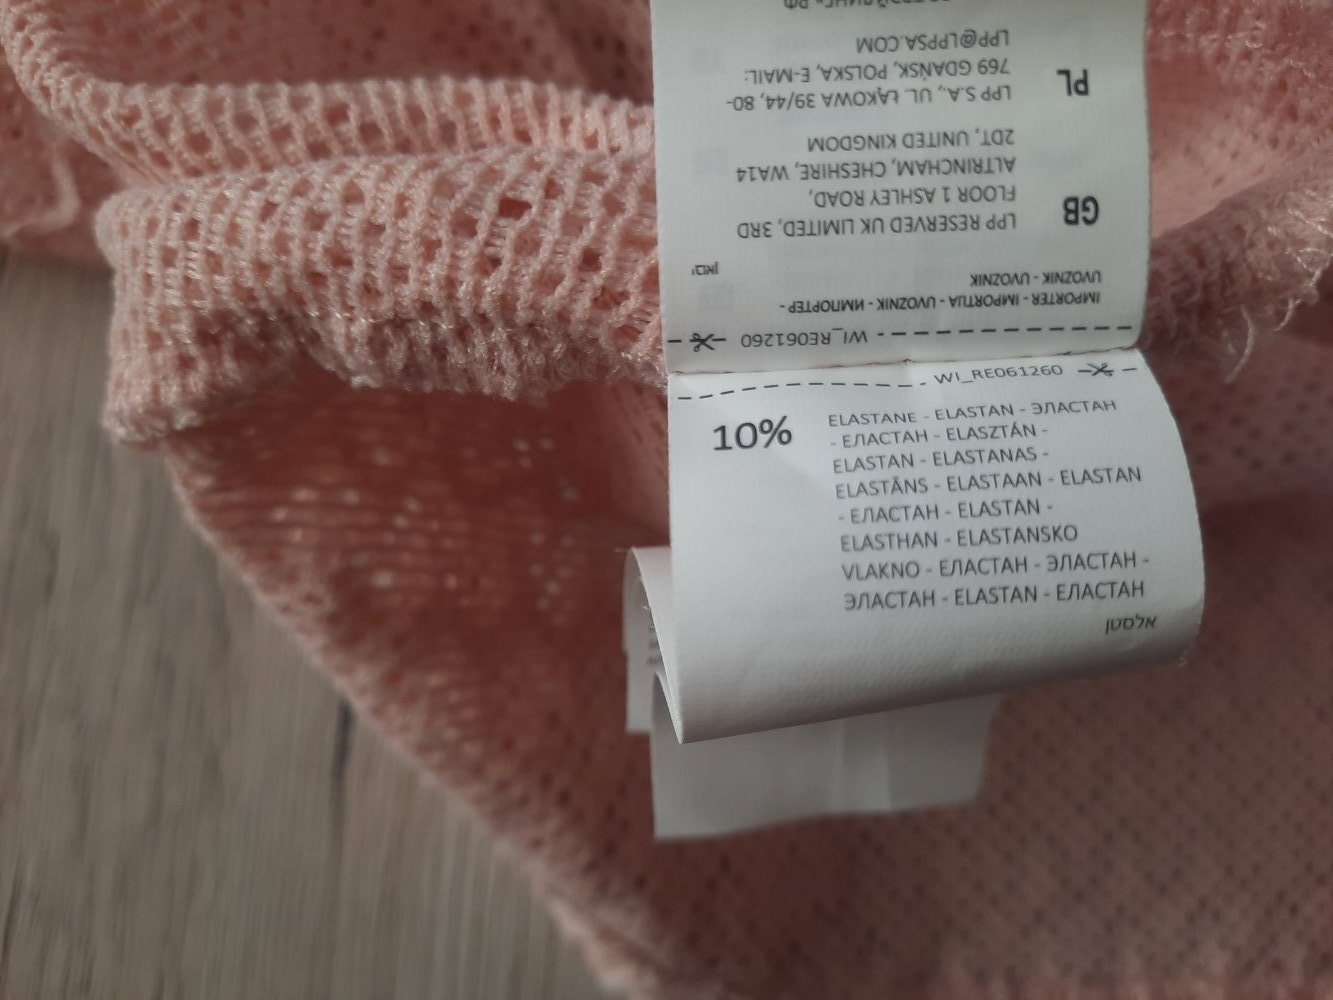 LPP@LPPSA.COM
769 GDAŃSK, POLSKA, E-MAIL:
PL LPP S.A., UL. ŁĄKOWA 39/44, 80-
2DT, UNITED KINGDOM
ALTRINCHAM, CHESHIRE, WA14
FLOOR 1 ASHLEY ROAD,
GB LPP RESERVED UK LIMITED, 3RD
יבואן
UVOZNIK - UVOZNIK
IMPORTER - IMPORTIJA - UVOZNIK - ИМПОРТЕР -
WI_RE061260
WI_RE061260
10% ELASTANE - ELASTAN - ЭЛАСТАН
- ЕЛАСТАН - ELASZTÁN -
ELASTAN - ELASTANAS -
ELASTĀNS - ELASTAAN - ELASTAN
- ЕЛАСТАН - ELASTAN -
ELASTHAN - ELASTANSKO
VLAKNO - ЕЛАСТАН - ЭЛАСТАН -
ЭЛАСТАН - ELASTAN - ЕЛАСТАН
אלסטן